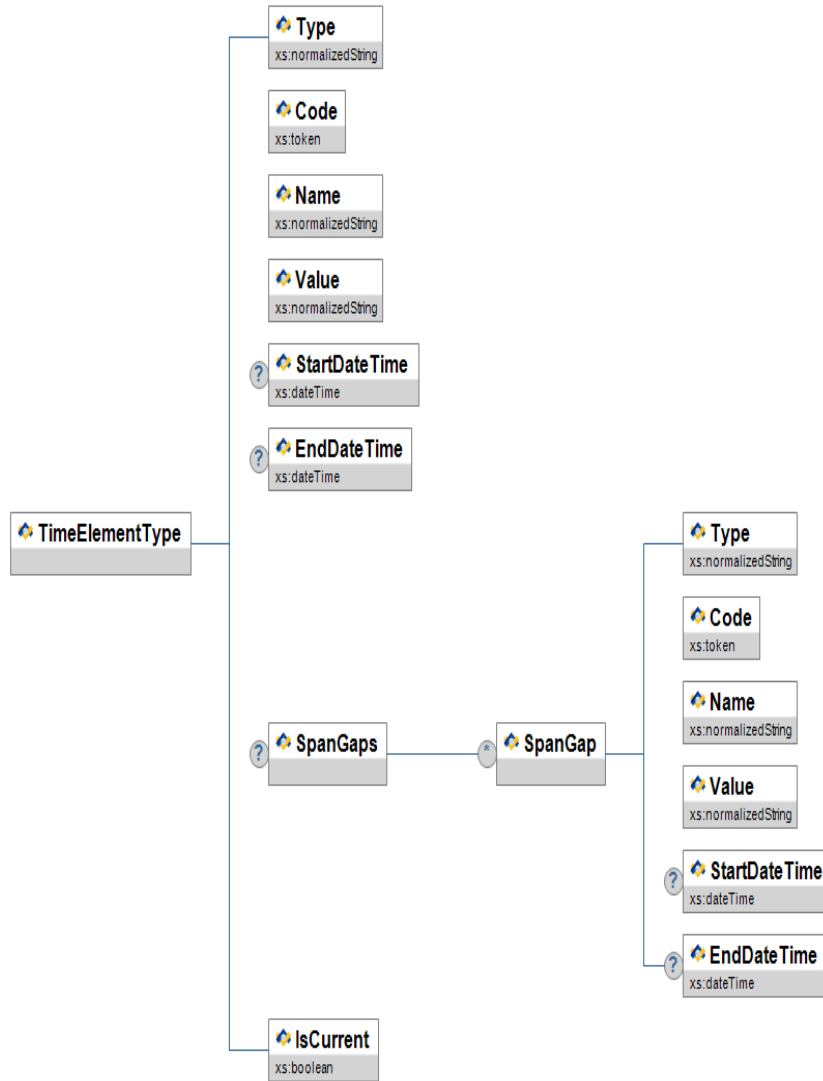 Type
xs:normalizedString
Code
xs:token
Name
xs:normalizedString
Value
xs:normalizedString
? StartDateTime
xs:dateTime
? EndDateTime
xs:dateTime
TimeElementType
? SpanGaps
* SpanGap
Type
xs:normalizedString
Code
xs:token
Name
xs:normalizedString
Value
xs:normalizedString
? StartDateTime
xs:dateTime
? EndDateTime
xs:dateTime
IsCurrent
xs:boolean